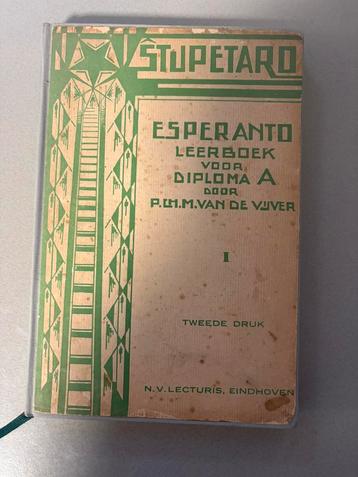 ŜTUPETARO
ESPERANTO
LEERBOEK
VOOR
DIPLOMA A
DOOR
P.CH.M. VAN DE VIJVER
I
TWEEDE DRUK
N.V. LECTURIS, EINDHOVEN